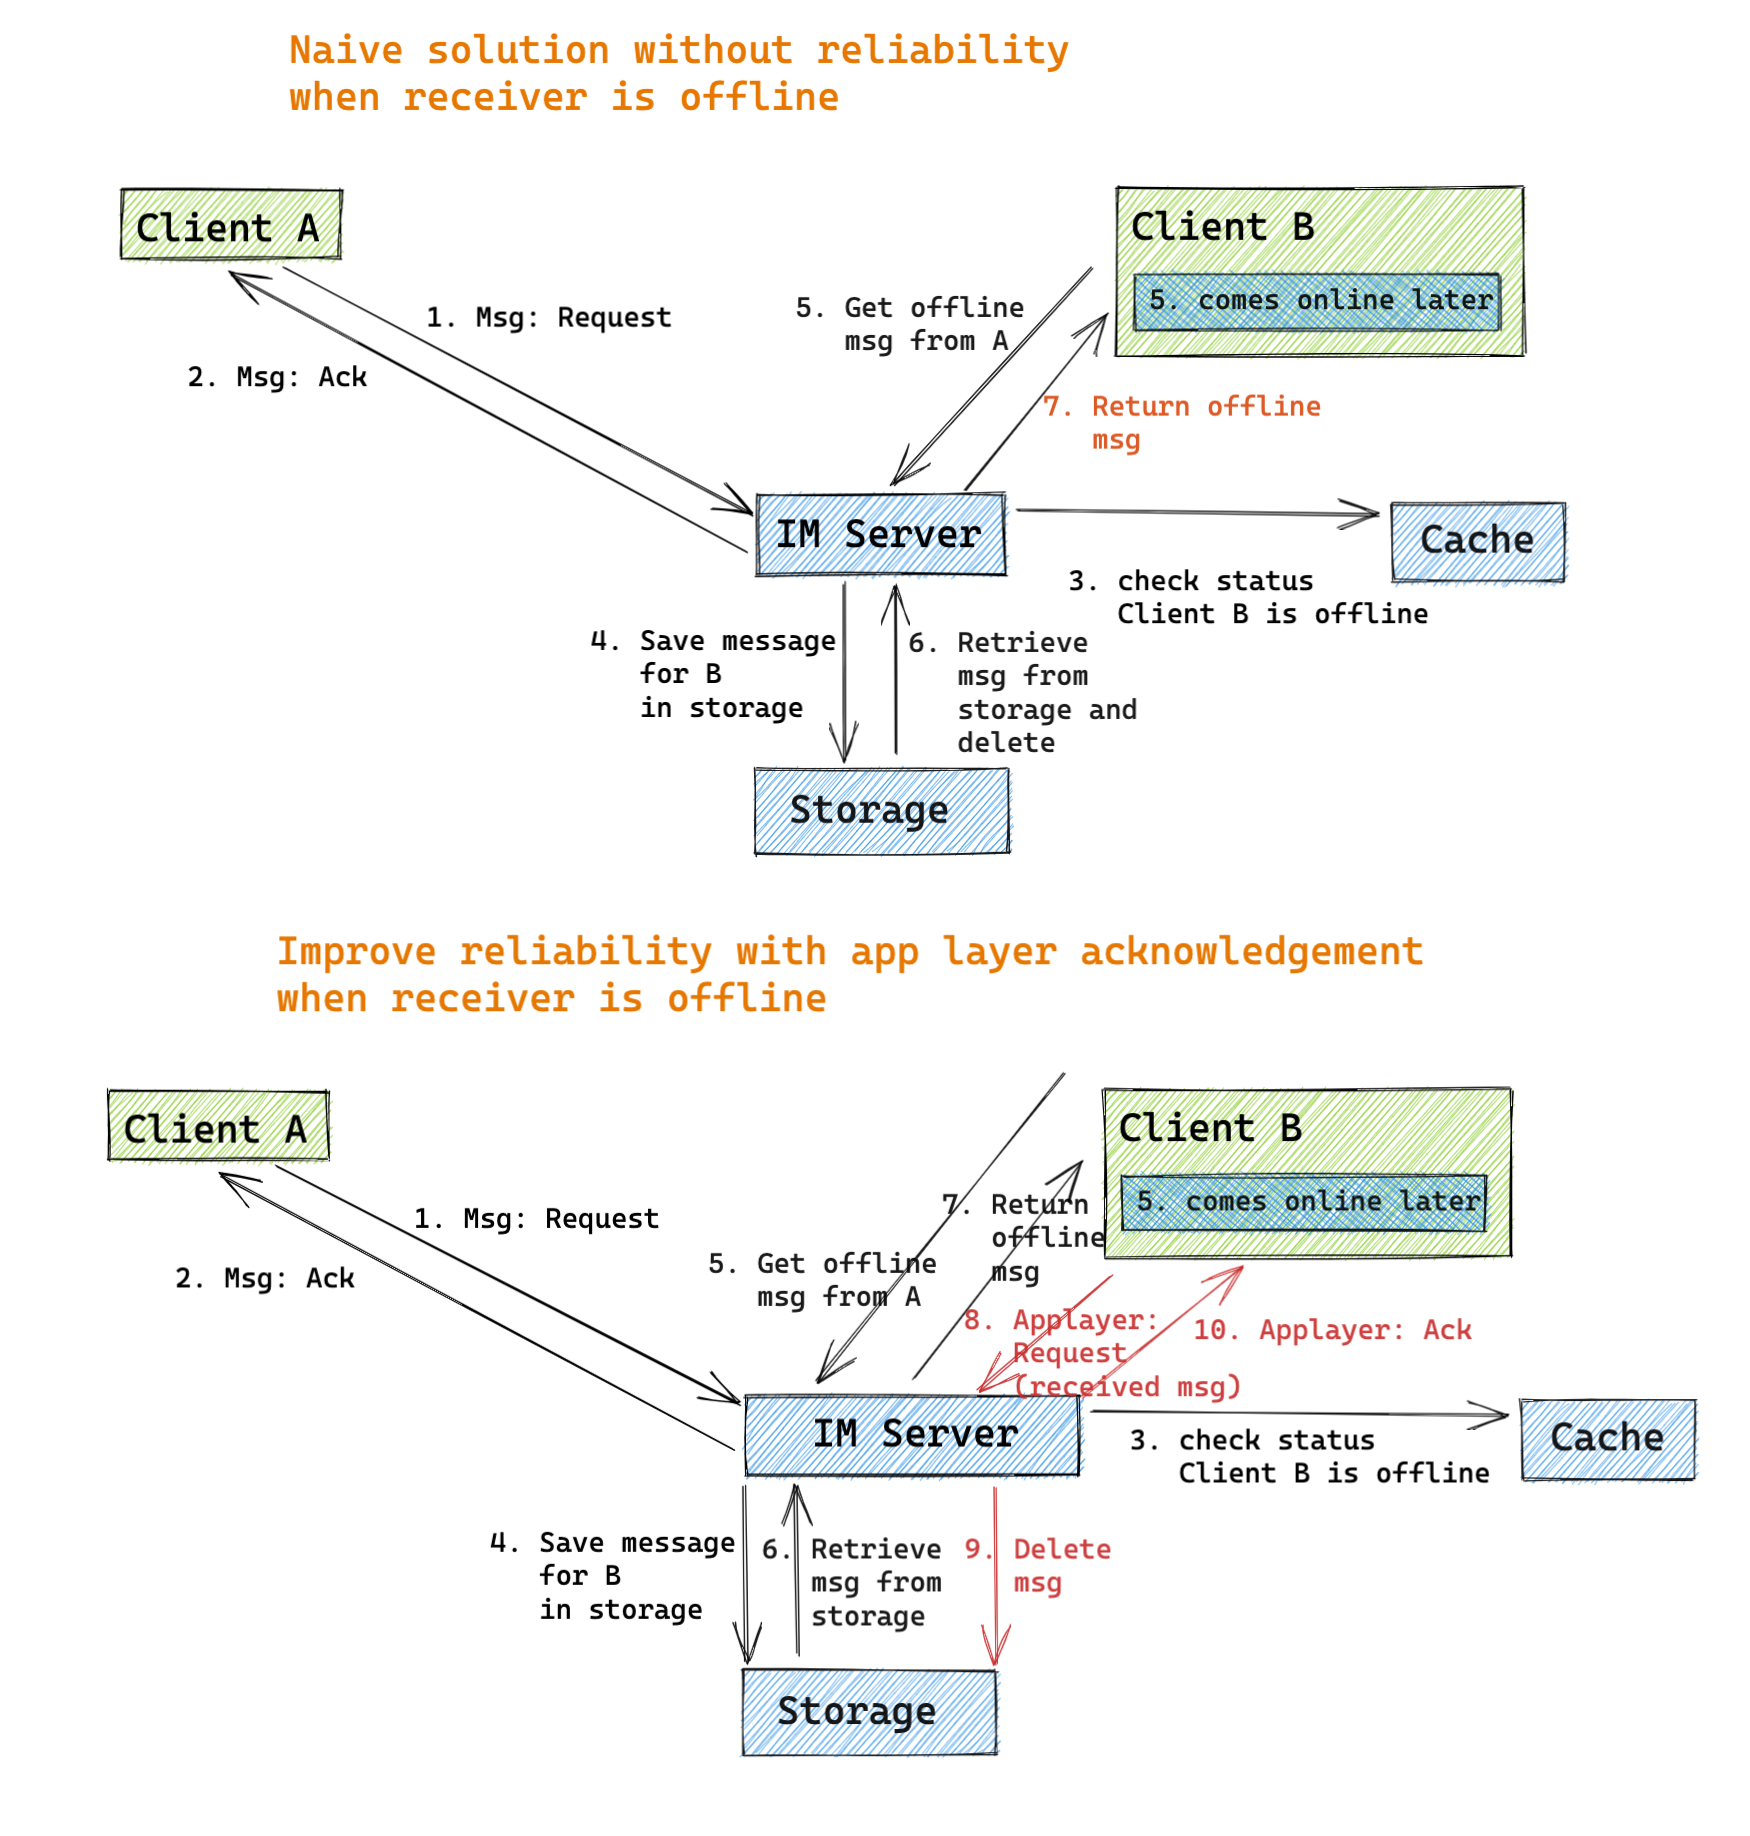 Naive solution without reliability
when receiver is offline
Client A
Client B
5. comes online later
1. Msg: Request
2. Msg: Ack
5. Get offline
msg from A
7. Return offline
msg
IM Server
Cache
3. check status
Client B is offline
4. Save message
for B
in storage
6. Retrieve
msg from
storage and
delete
Storage
Improve reliability with app layer acknowledgement
when receiver is offline
Client A
Client B
5. comes online later
1. Msg: Request
2. Msg: Ack
7. Return
offline
msg
5. Get offline
msg from A
8. Applayer:
Request
(received msg)
10. Applayer: Ack
IM Server
Cache
3. check status
Client B is offline
4. Save message
for B
in storage
6. Retrieve
msg from
storage
9. Delete
msg
Storage